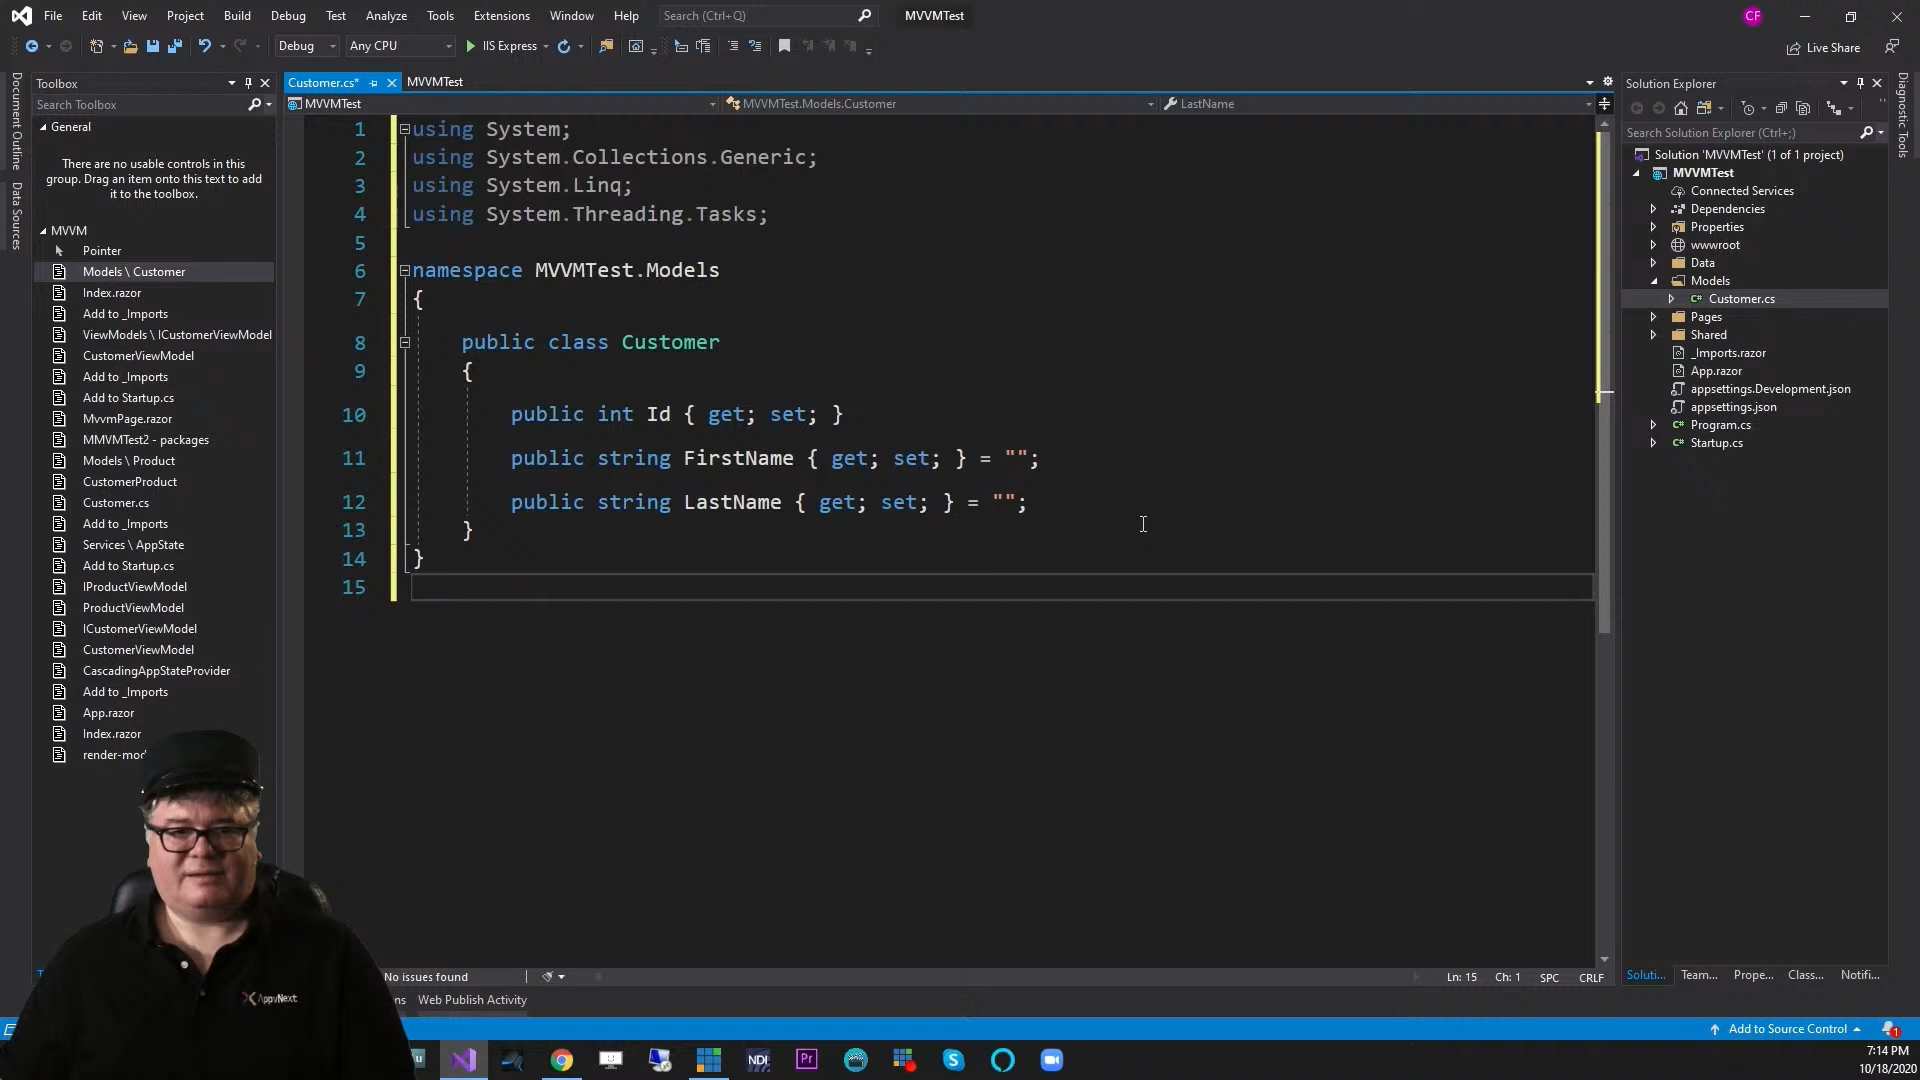 File Edit View Project Build Debug Test Analyze Tools Extensions Window Help Search (Ctrl+Q) MVVMTest CF
Debug Any CPU IIS Express Live Share
Document Outline
Data Sources
Toolbox
Search Toolbox
General
There are no usable controls in this
group. Drag an item onto this text to add
it to the toolbox.
MVVM
Pointer
Models \ Customer
Index.razor
Add to _Imports
ViewModels \ ICustomerViewModel
CustomerViewModel
Add to _Imports
Add to Startup.cs
MvvmPage.razor
MMVMTest2 - packages
Models \ Product
CustomerProduct
Customer.cs
Add to _Imports
Services \ AppState
Add to Startup.cs
IProductViewModel
ProductViewModel
ICustomerViewModel
CustomerViewModel
CascadingAppStateProvider
Add to _Imports
App.razor
Index.razor
render-mod
Customer.cs* MVVMTest
MVVMTest MVVMTest.Models.Customer LastName
1 using System;
2 using System.Collections.Generic;
3 using System.Linq;
4 using System.Threading.Tasks;
5
6 namespace MVVMTest.Models
7 {
8 public class Customer
9 {
10 public int Id { get; set; }
11 public string FirstName { get; set; } = "";
12 public string LastName { get; set; } = "";
13 }
14 }
15
No issues found Ln: 15 Ch: 1 SPC CRLF
Web Publish Activity
Solution Explorer
Search Solution Explorer (Ctrl+;)
Solution 'MVVMTest' (1 of 1 project)
MVVMTest
Connected Services
Dependencies
Properties
wwwroot
Data
Models
C# Customer.cs
Pages
Shared
_Imports.razor
App.razor
appsettings.Development.json
appsettings.json
C# Program.cs
C# Startup.cs
Soluti... Team... Prope... Class... Notifi...
Diagnostic Tools
AppvNext
Add to Source Control 1
NDI Pr
7:14 PM
10/18/2020